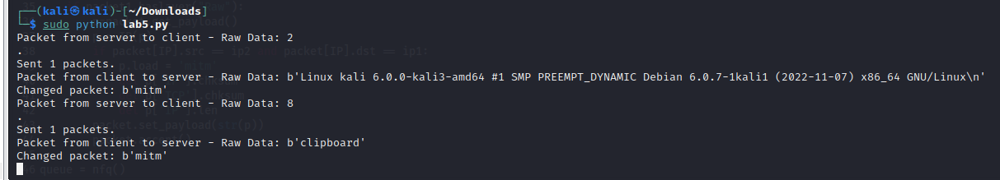 ┌──(kali㉿kali)-[~/Downloads]
└─$ sudo python lab5.py
Packet from server to client - Raw Data: 2
.
Sent 1 packets.
Packet from client to server - Raw Data: b'Linux kali 6.0.0-kali3-amd64 #1 SMP PREEMPT_DYNAMIC Debian 6.0.7-1kali1 (2022-11-07) x86_64 GNU/Linux\n'
Changed packet: b'mitm'
Packet from server to client - Raw Data: 8
.
Sent 1 packets.
Packet from client to server - Raw Data: b'clipboard'
Changed packet: b'mitm'